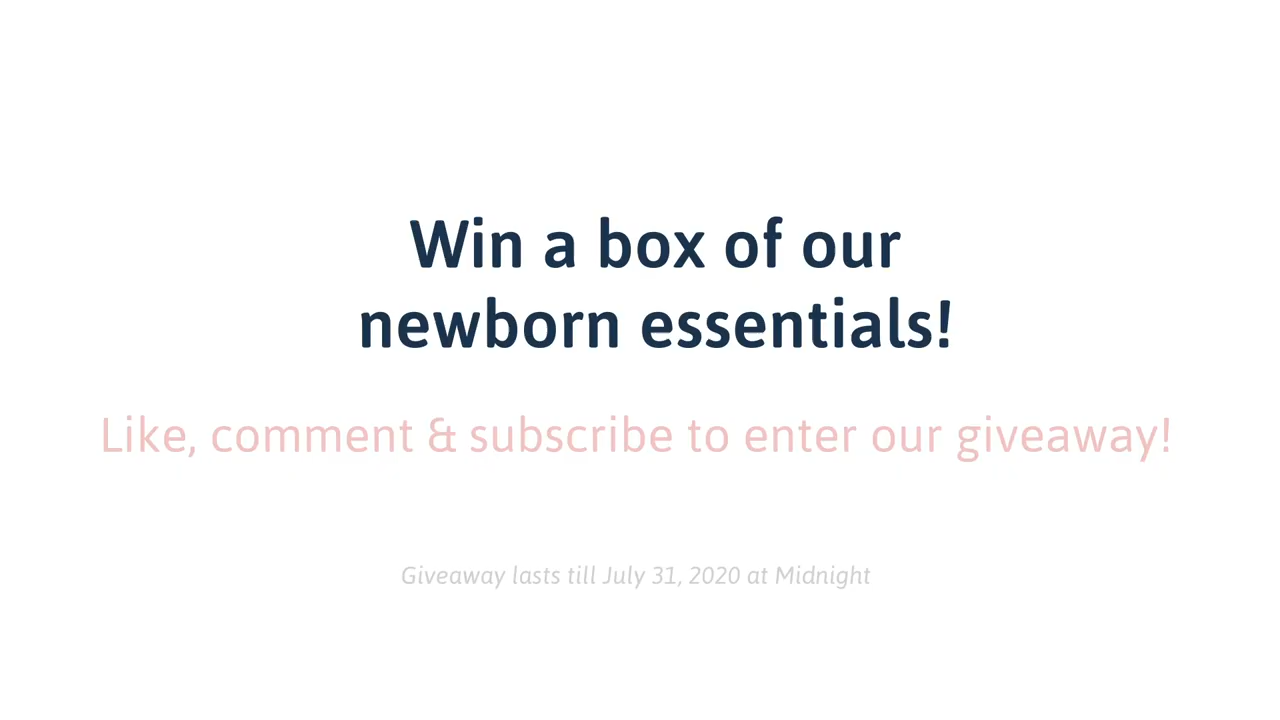 Win a box of our
newborn essentials!
Like, comment & subscribe to enter our giveaway!
Giveaway lasts till July 31, 2020 at Midnight